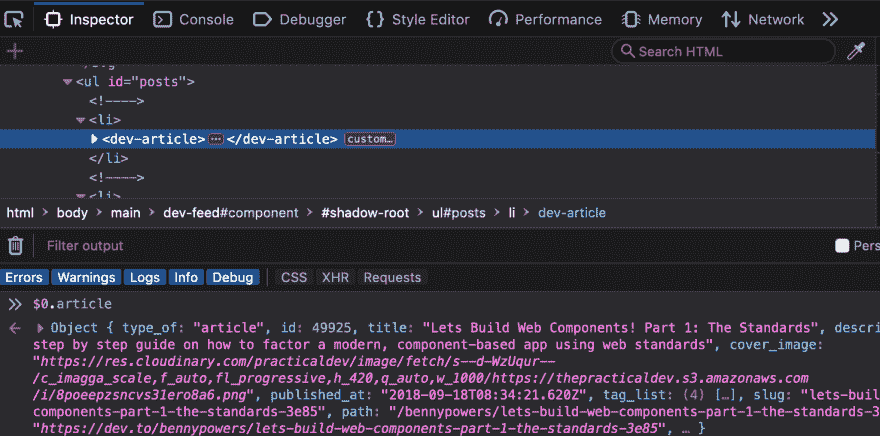 Inspector Console Debugger {} Style Editor Performance Memory Network
+ Search HTML
<ul id="posts">
<!---->
<li>
<dev-article> ⋯ </dev-article> custom…
</li>
<!---->
<li>
html > body > main > dev-feed#component > #shadow-root > ul#posts > li > dev-article
Filter output Pers
Errors Warnings Logs Info Debug CSS XHR Requests
>> $0.article
← ▶ Object { type_of: "article", id: 49925, title: "Lets Build Web Components! Part 1: The Standards", descri
step by step guide on how to factor a modern, component-based app using web standards", cover_image:
"https://res.cloudinary.com/practicaldev/image/fetch/s--d-WzUqur--
/c_imagga_scale,f_auto,fl_progressive,h_420,q_auto,w_1000/https://thepracticaldev.s3.amazonaws.com
/i/8poeepzsncvs31ero8a6.png", published_at: "2018-09-18T08:34:21.620Z", tag_list: (4) […], slug: "lets-buil
components-part-1-the-standards-3e85", path: "/bennypowers/lets-build-web-components-part-1-the-standards-3
"https://dev.to/bennypowers/lets-build-web-components-part-1-the-standards-3e85", … }